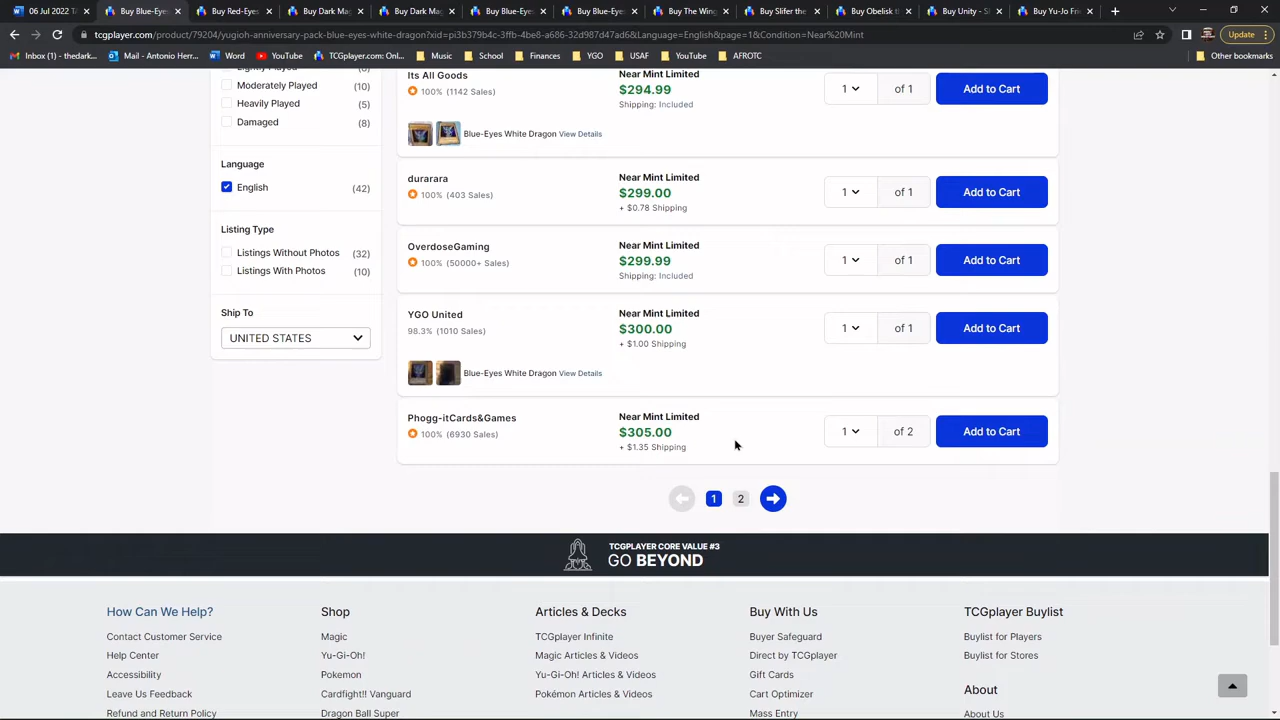 06 Jul 2022 T
Buy Blue-Eyes
Buy Red-Eyes
Buy Dark Mag
Buy Dark Mag
Buy Blue-Eyes
Buy Blue-Eyes
Buy The Wing
Buy Slifer the
Buy Obelisk th
Buy Unity - S
Buy Yu-Jo Frie
tcgplayer.com/product/79204/yugioh-anniversary-pack-blue-eyes-white-dragon?xid=pi3b379b4c-3ffb-4be8-a686-32d987d47ad6&Language=English&page=1&Condition=Near%20Mint
Update
Inbox (1) - thedark...
Mail - Antonio Herr...
Word
YouTube
TCGplayer.com: Onl...
Music
School
Finances
YGO
USAF
YouTube
AFROTC
Other bookmarks
Lightly Played
Moderately Played (10)
Heavily Played (5)
Damaged (8)
Language
English (42)
Listing Type
Listings Without Photos (32)
Listings With Photos (10)
Ship To
UNITED STATES
Its All Goods
100% (1142 Sales)
Near Mint Limited
$294.99
Shipping: Included
1 of 1
Add to Cart
Blue-Eyes White Dragon View Details
durarara
100% (403 Sales)
Near Mint Limited
$299.00
+ $0.78 Shipping
1 of 1
Add to Cart
OverdoseGaming
100% (50000+ Sales)
Near Mint Limited
$299.99
Shipping: Included
1 of 1
Add to Cart
YGO United
98.3% (1010 Sales)
Near Mint Limited
$300.00
+ $1.00 Shipping
1 of 1
Add to Cart
Blue-Eyes White Dragon View Details
Phogg-itCards&Games
100% (6930 Sales)
Near Mint Limited
$305.00
+ $1.35 Shipping
1 of 2
Add to Cart
1 2
TCGPLAYER CORE VALUE #3
GO BEYOND
How Can We Help?
Contact Customer Service
Help Center
Accessibility
Leave Us Feedback
Refund and Return Policy
Shop
Magic
Yu-Gi-Oh!
Pokemon
Cardfight!! Vanguard
Dragon Ball Super
Articles & Decks
TCGplayer Infinite
Magic Articles & Videos
Yu-Gi-Oh! Articles & Videos
Pokémon Articles & Videos
Buy With Us
Buyer Safeguard
Direct by TCGplayer
Gift Cards
Cart Optimizer
Mass Entry
TCGplayer Buylist
Buylist for Players
Buylist for Stores
About
About Us